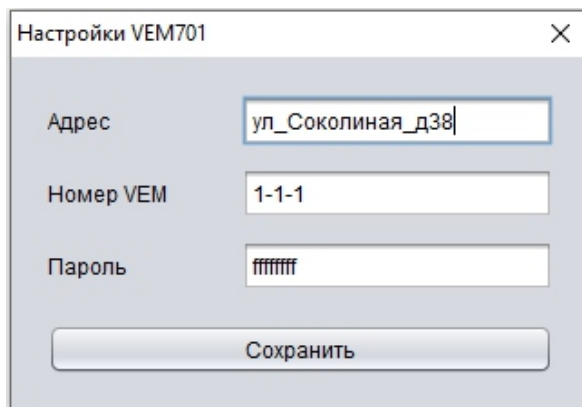 Настройки VEM701
Адрес
ул_Соколиная_д38
Номер VEM
1-1-1
Пароль
ffffffff
Сохранить